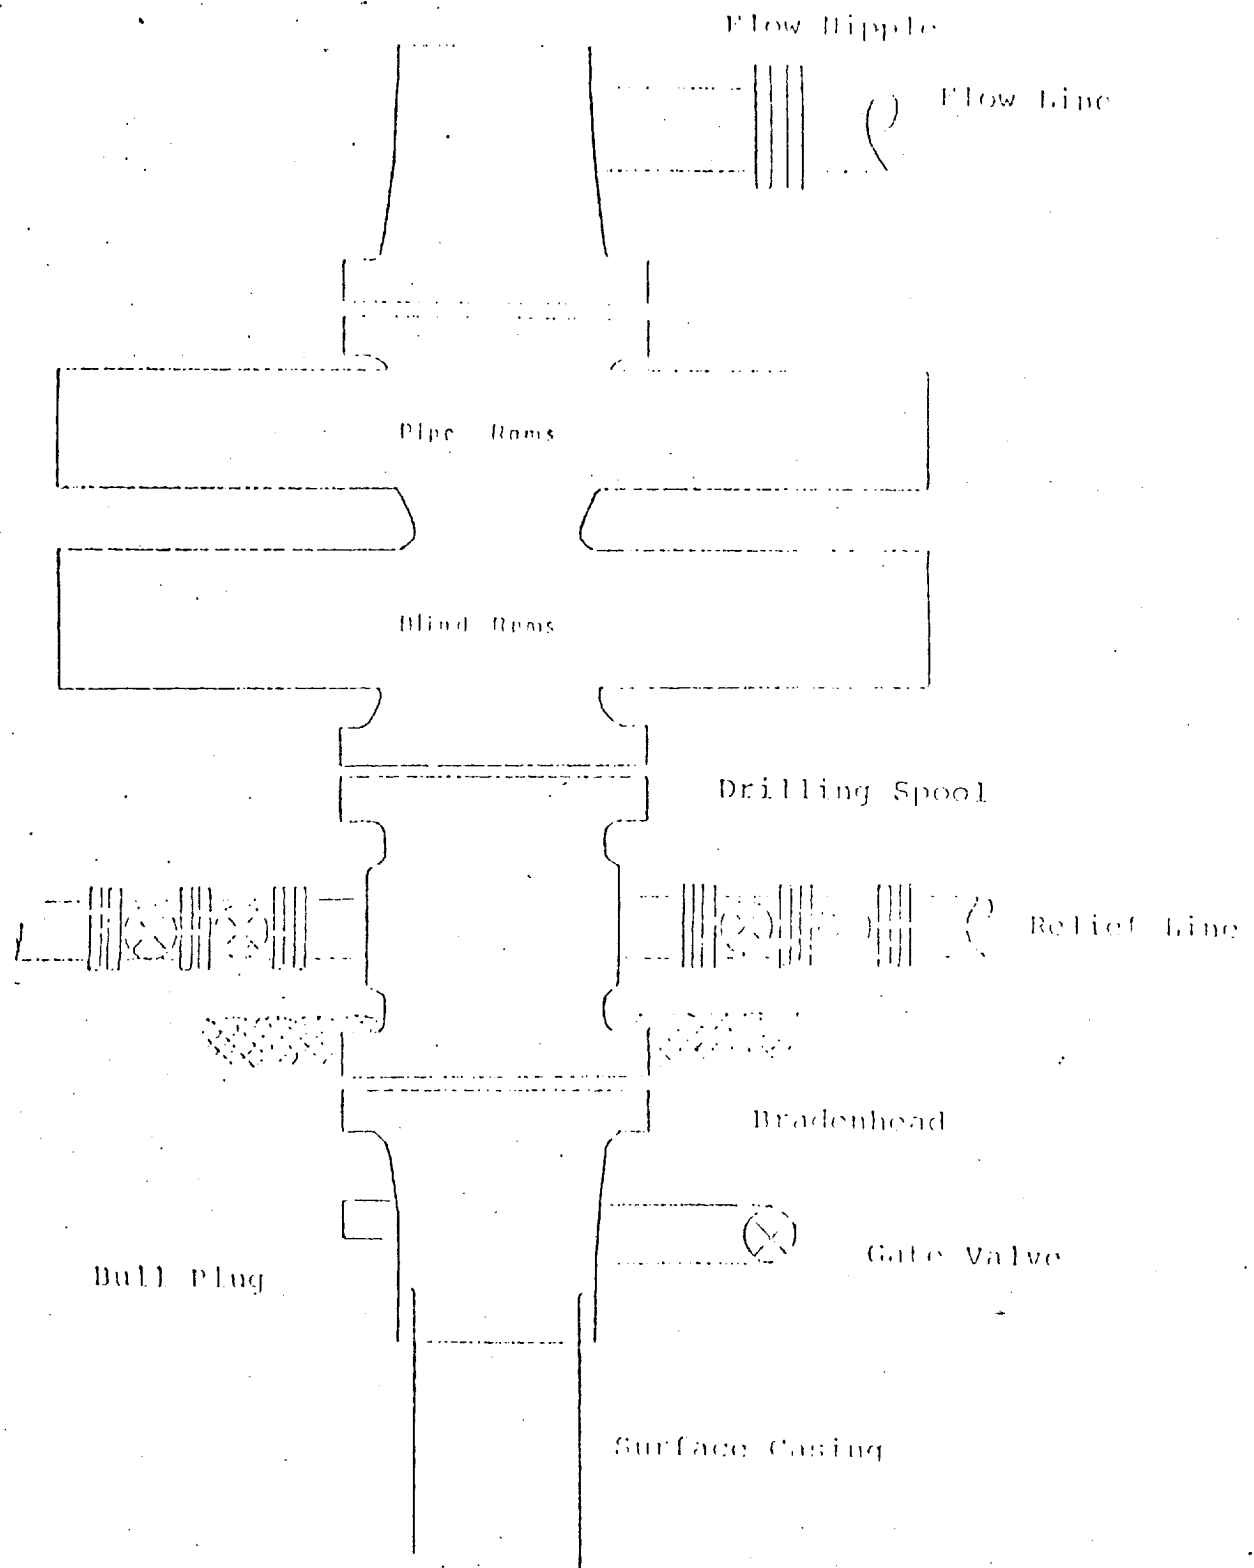 Flow Nipple
Flow Line
Pipe Rams
Blind Rams
Drilling Spool
Relief Line
Bradenhead
Gate Valve
Bull Plug
Surface Casing